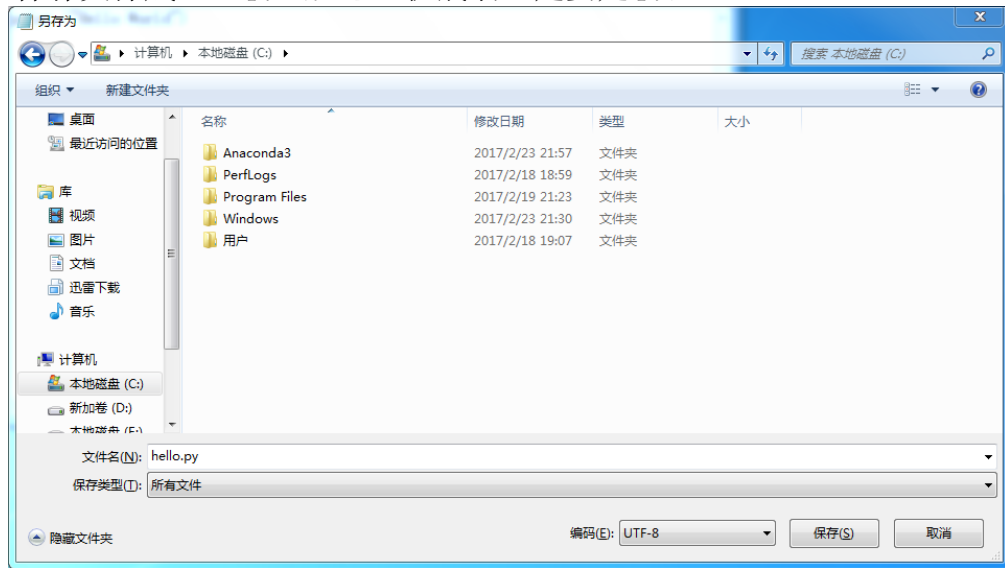 另存为
计算机 本地磁盘 (C:) 搜索 本地磁盘 (C:)
组织 新建文件夹
桌面
最近访问的位置
库
视频
图片
文档
迅雷下载
音乐
计算机
本地磁盘 (C:)
新加卷 (D:)
本地磁盘 (E:)
名称 修改日期 类型 大小
Anaconda3 2017/2/23 21:57 文件夹
PerfLogs 2017/2/18 18:59 文件夹
Program Files 2017/2/19 21:23 文件夹
Windows 2017/2/23 21:30 文件夹
用户 2017/2/18 19:07 文件夹
文件名(N): hello.py
保存类型(T): 所有文件
隐藏文件夹 编码(E): UTF-8 保存(S) 取消